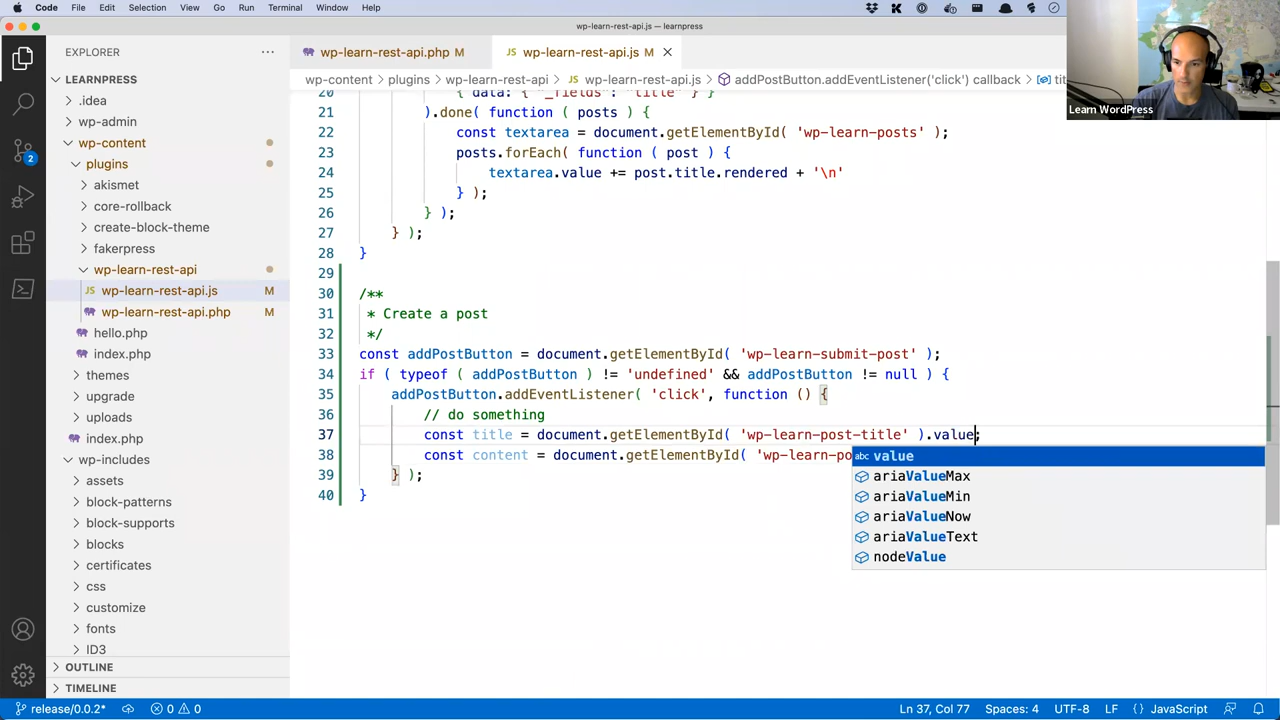 Code File Edit Selection View Go Run Terminal Window Help
wp-learn-rest-api.js — learnpress
EXPLORER
LEARNPRESS
.idea
wp-admin
wp-content
plugins
akismet
core-rollback
create-block-theme
fakerpress
wp-learn-rest-api
JS wp-learn-rest-api.js M
wp-learn-rest-api.php M
hello.php
index.php
themes
upgrade
uploads
index.php
wp-includes
assets
block-patterns
block-supports
blocks
certificates
css
customize
fonts
ID3
OUTLINE
TIMELINE
2
wp-learn-rest-api.php M
JS wp-learn-rest-api.js M
wp-content > plugins > wp-learn-rest-api > JS wp-learn-rest-api.js > addPostButton.addEventListener('click') callback > tit
20 { data: { "_fields": "title" } }
21 ).done( function ( posts ) {
22 const textarea = document.getElementById( 'wp-learn-posts' );
23 posts.forEach( function ( post ) {
24 textarea.value += post.title.rendered + '\n'
25 } );
26 } );
27 } );
28 }
29
30 /**
31 * Create a post
32 */
33 const addPostButton = document.getElementById( 'wp-learn-submit-post' );
34 if ( typeof ( addPostButton ) != 'undefined' && addPostButton != null ) {
35 addPostButton.addEventListener( 'click', function () {
36 // do something
37 const title = document.getElementById( 'wp-learn-post-title' ).value;
38 const content = document.getElementById( 'wp-learn-po
39 } );
40 }
abc value
ariaValueMax
ariaValueMin
ariaValueNow
ariaValueText
nodeValue
Learn WordPress
release/0.0.2* 0 0 Ln 37, Col 77 Spaces: 4 UTF-8 LF {} JavaScript